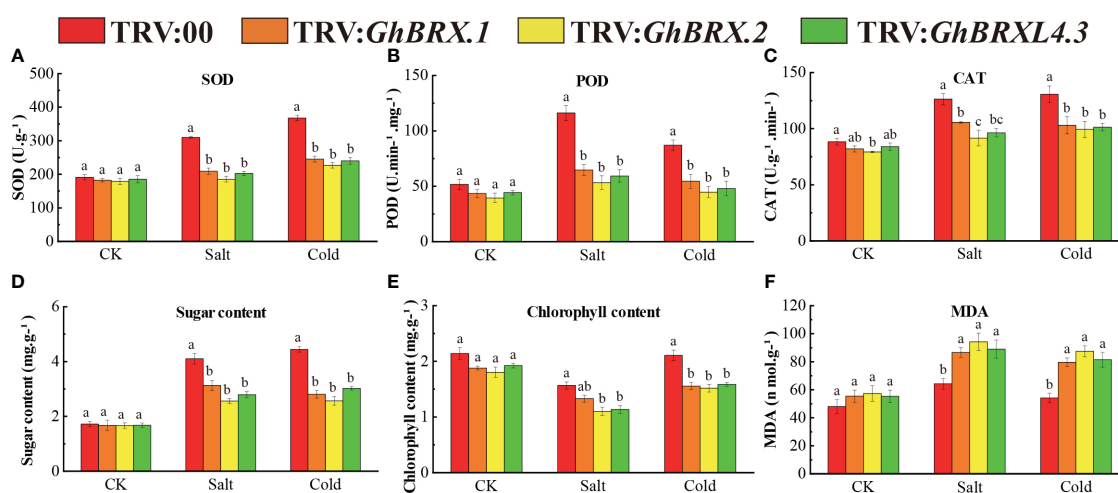 TRV:00 TRV:GhBRX.1 TRV:GhBRX.2 TRV:GhBRXL4.3
A
SOD
SOD (U.g-¹)
500
400
300
200
100
0
a a a a
a b b b
a b b b
CK Salt Cold
B
POD
POD (U.min-¹ .mg-¹)
150
100
50
0
a a a a
a b b b
a b b b
CK Salt Cold
C
CAT
CAT (U.g-¹ .min-¹)
150
100
50
0
a ab b ab
a b c bc
a b b b
CK Salt Cold
D
Sugar content
Sugar content (mg.g-¹)
6
4
2
0
a a a a
a b b b
a b b b
CK Salt Cold
E
Chlorophyll content
Chlorophyll content (mg.g-¹)
3
2
1
0
a a a a
a ab b b
a b b b
CK Salt Cold
F
MDA
MDA (n mol.g-¹)
120
100
80
60
40
20
0
a a a a
b a a a
b a a a
CK Salt Cold